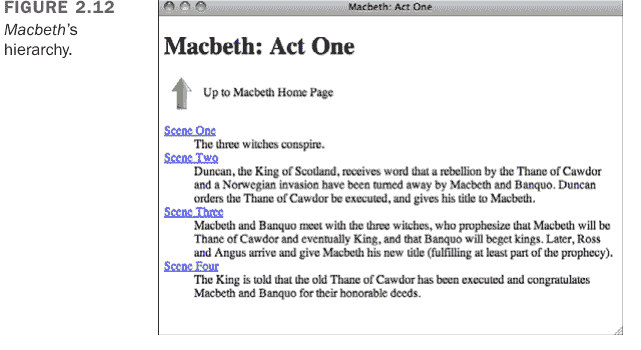 FIGURE 2.12
Macbeth's
hierarchy.
Macbeth: Act One
Macbeth: Act One
Up to Macbeth Home Page
Scene One
The three witches conspire.
Scene Two
Duncan, the King of Scotland, receives word that a rebellion by the Thane of Cawdor
and a Norwegian invasion have been turned away by Macbeth and Banquo. Duncan
orders the Thane of Cawdor be executed, and gives his title to Macbeth.
Scene Three
Macbeth and Banquo meet with the three witches, who prophesize that Macbeth will be
Thane of Cawdor and eventually King, and that Banquo will beget kings. Later, Ross
and Angus arrive and give Macbeth his new title (fulfilling at least part of the prophecy).
Scene Four
The King is told that the old Thane of Cawdor has been executed and congratulates
Macbeth and Banquo for their honorable deeds.